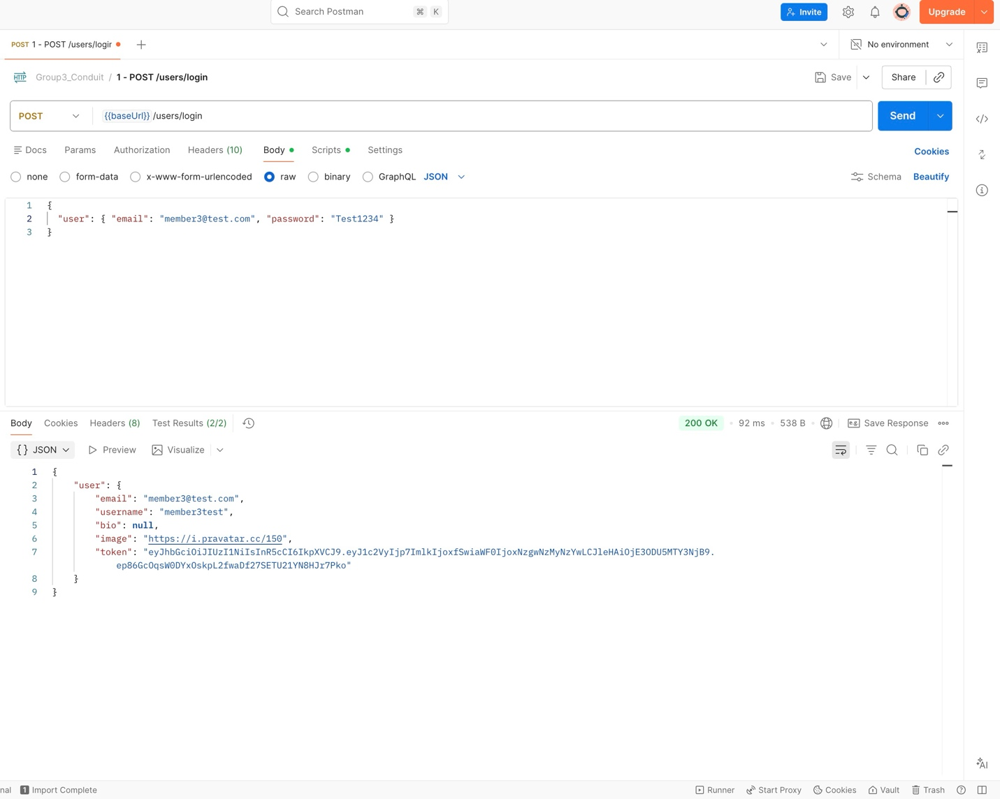 Search Postman ⌘ K
Invite
Upgrade
POST 1 - POST /users/logir
No environment
HTTP Group3_Conduit / 1 - POST /users/login
Save
Share
POST {{baseUrl}} /users/login
Send
Docs Params Authorization Headers (10) Body Scripts Settings
Cookies
none form-data x-www-form-urlencoded raw binary GraphQL JSON
Schema Beautify
1 {
2 "user": { "email": "member3@test.com", "password": "Test1234" }
3 }
Body Cookies Headers (8) Test Results (2/2)
200 OK 92 ms 538 B e.g. Save Response
{} JSON Preview Visualize
1 {
2 "user": {
3 "email": "member3@test.com",
4 "username": "member3test",
5 "bio": null,
6 "image": "https://i.pravatar.cc/150",
7 "token": "eyJhbGciOiJIUzI1NiIsInR5cCI6IkpXVCJ9.eyJ1c2VyIjp7ImlkIjoxfSwiaWF0IjoxNzgwNzMyNzYwLCJleHAiOjE3ODU5MTY3NjB9.
ep86GcOqsW0DYxOskpL2fwaDf27SETU21YN8HJr7Pko"
8 }
9 }
AI
nal 1 Import Complete
Runner Start Proxy Cookies Vault Trash